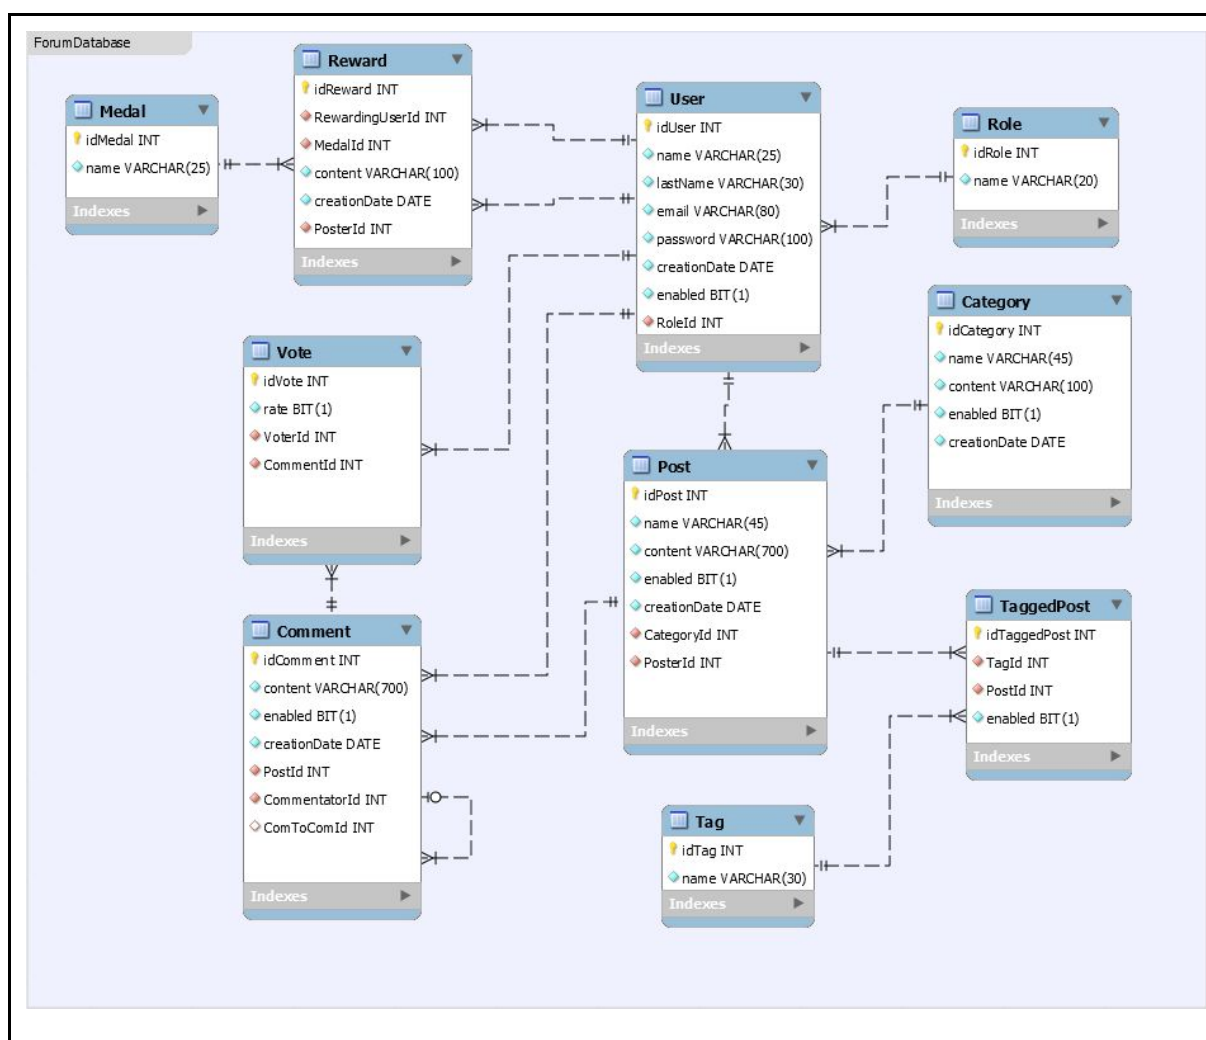 ForumDatabase
Medal
idMedal INT
name VARCHAR(25)
Indexes
Reward
idReward INT
RewardingUserId INT
MedalId INT
content VARCHAR(100)
creationDate DATE
PosterId INT
Indexes
User
idUser INT
name VARCHAR(25)
lastName VARCHAR(30)
email VARCHAR(80)
password VARCHAR(100)
creationDate DATE
enabled BIT(1)
RoleId INT
Indexes
Role
idRole INT
name VARCHAR(20)
Indexes
Category
idCategory INT
name VARCHAR(45)
content VARCHAR(100)
enabled BIT(1)
creationDate DATE
Indexes
Vote
idVote INT
rate BIT(1)
VoterId INT
CommentId INT
Indexes
Post
idPost INT
name VARCHAR(45)
content VARCHAR(700)
enabled BIT(1)
creationDate DATE
CategoryId INT
PosterId INT
Indexes
Comment
idComment INT
content VARCHAR(700)
enabled BIT(1)
creationDate DATE
PostId INT
CommentatorId INT
ComToComId INT
Indexes
TaggedPost
idTaggedPost INT
TagId INT
PostId INT
enabled BIT(1)
Indexes
Tag
idTag INT
name VARCHAR(30)
Indexes